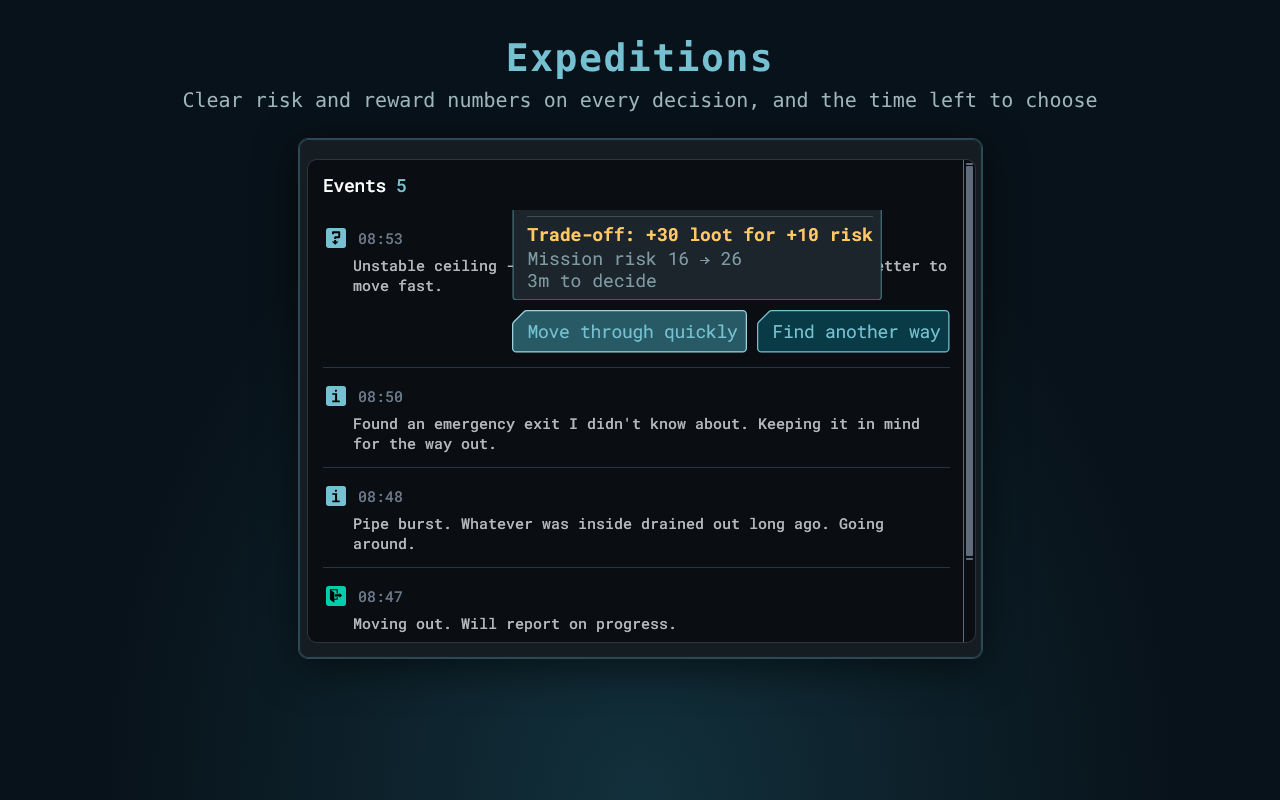 Expeditions
Clear risk and reward numbers on every decision, and the time left to choose
Events 5
08:53
Trade-off: +30 loot for +10 risk
Mission risk 16 → 26
3m to decide
Unstable ceiling
to
move fast.
Move through quickly
Find another way
08:50
Found an emergency exit I didn't know about. Keeping it in mind
for the way out.
08:48
Pipe burst. Whatever was inside drained out long ago. Going
around.
08:47
Moving out. Will report on progress.